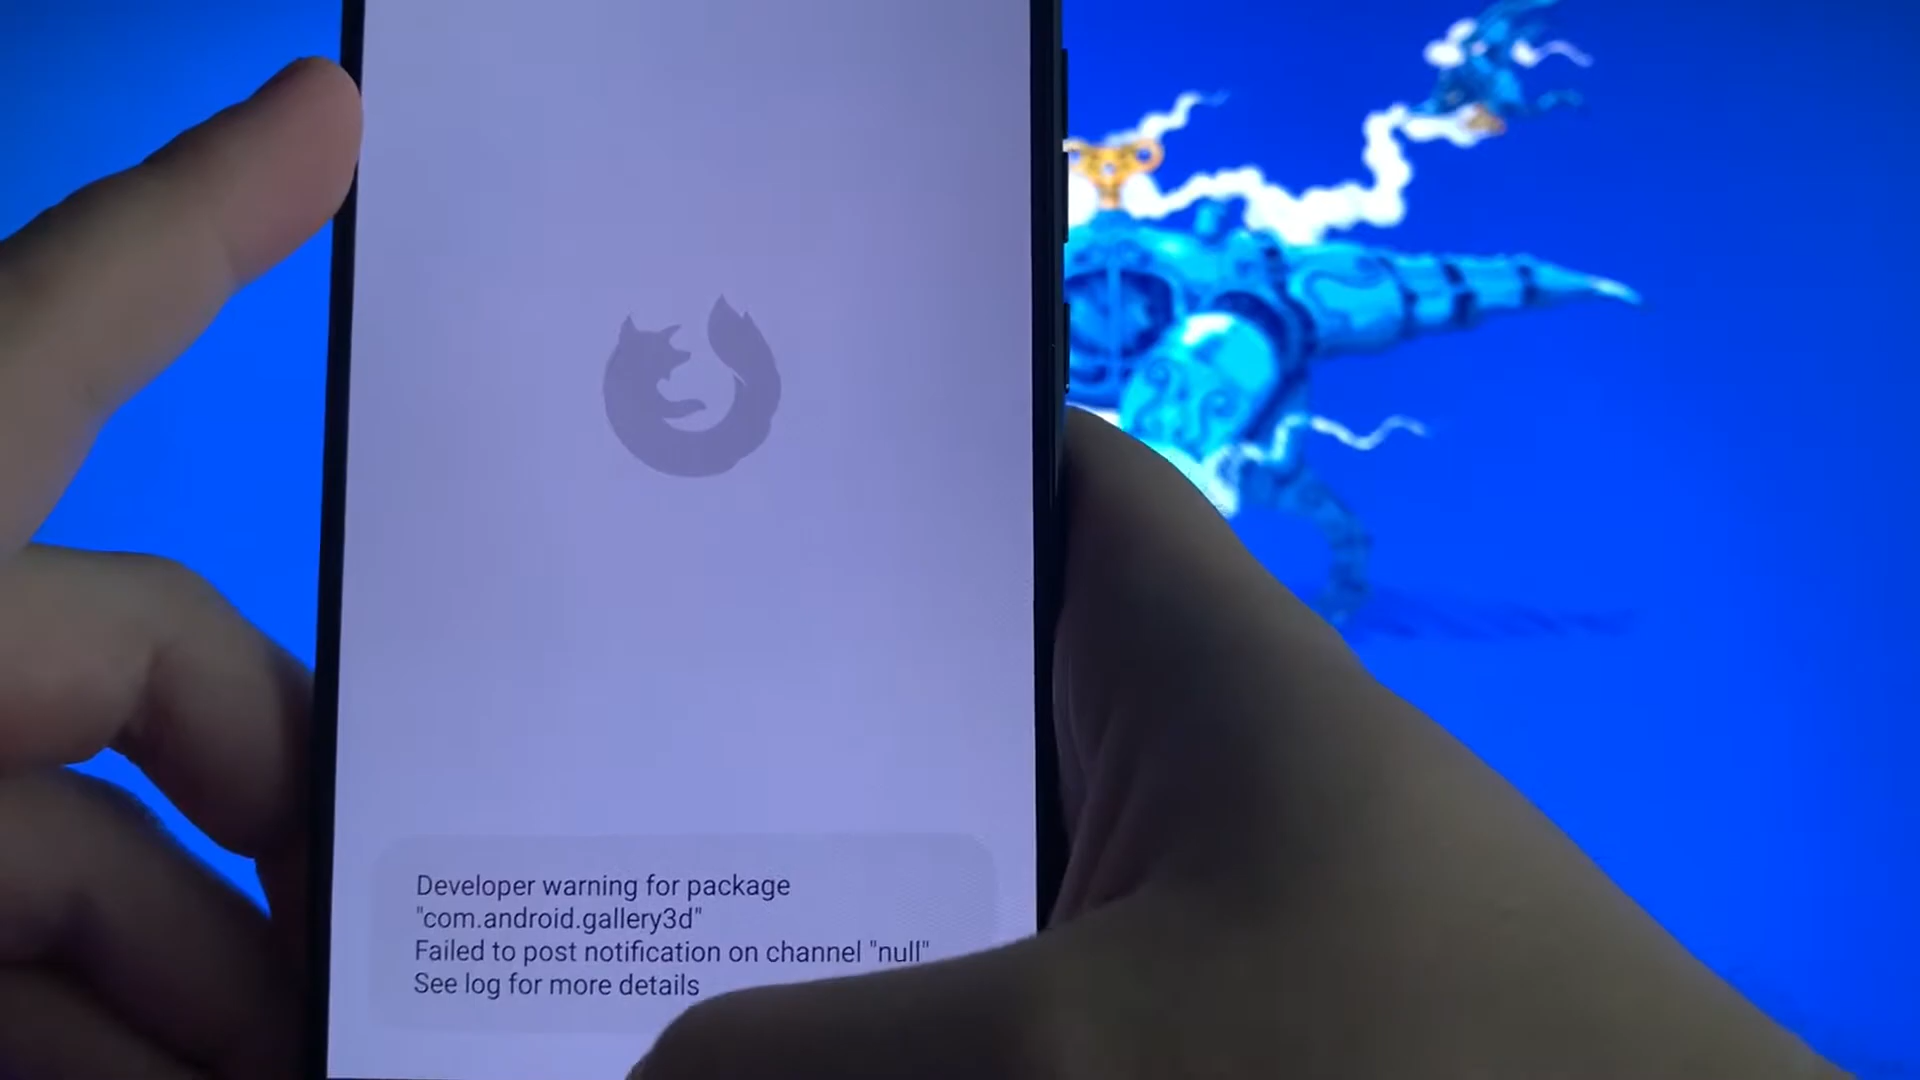 Developer warning for package
"com.android.gallery3d"
Failed to post notification on channel "null"
See log for more details